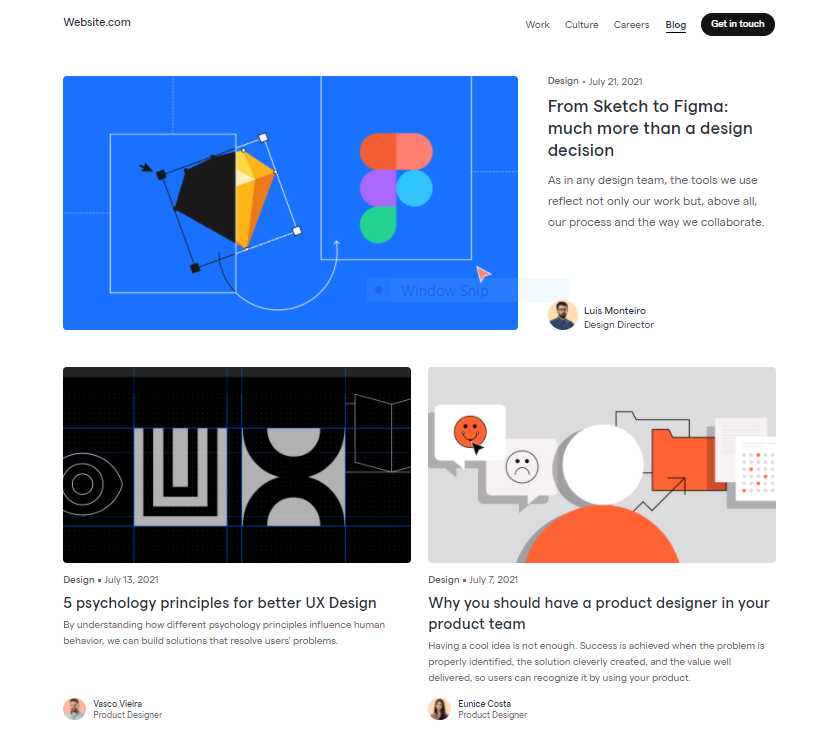 Website.com
Work Culture Careers Blog Get in touch
Design • July 21, 2021
From Sketch to Figma:
much more than a design
decision
As in any design team, the tools we use
reflect not only our work but, above all,
our process and the way we collaborate.
Window Snip
Luís Monteiro
Design Director
Design • July 13, 2021
5 psychology principles for better UX Design
By understanding how different psychology principles influence human
behavior, we can build solutions that resolve users' problems.
Vasco Vieira
Product Designer
Design • July 7, 2021
Why you should have a product designer in your
product team
Having a cool idea is not enough. Success is achieved when the problem is
properly identified, the solution cleverly created, and the value well
delivered, so users can recognize it by using your product.
Eunice Costa
Product Designer